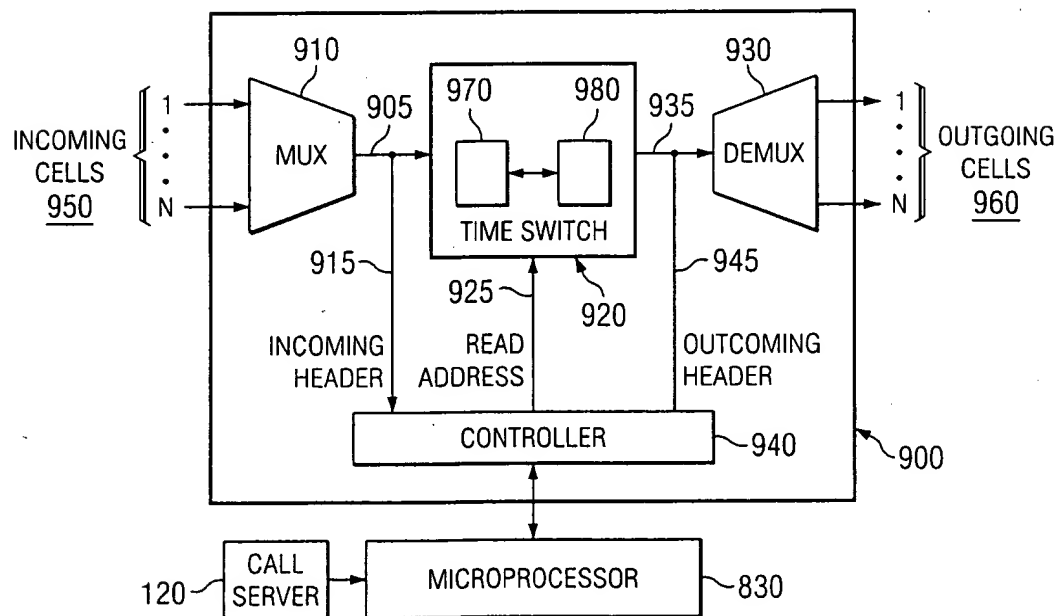 910
930
970
980
905
935
1
INCOMING
CELLS
950
N
MUX
TIME SWITCH
DEMUX
1
OUTGOING
CELLS
960
N
915
925
920
945
INCOMING
HEADER
READ
ADDRESS
OUTCOMING
HEADER
CONTROLLER
940
900
120
CALL
SERVER
MICROPROCESSOR
830